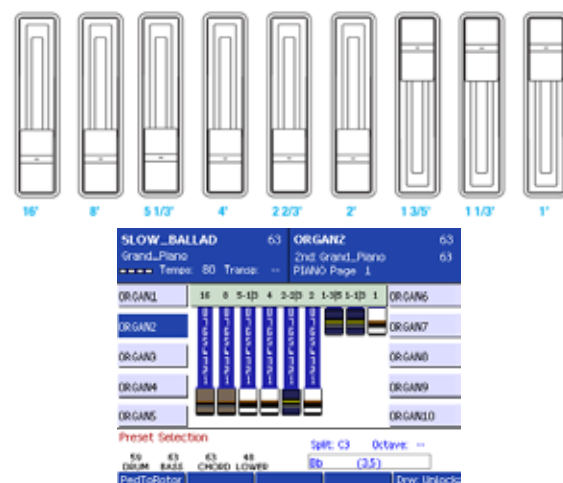 16' 8' 5 1/3' 4' 2 2/3' 2' 1 3/5' 1 1/3' 1'
SLOW_BALLAD 63 ORGAN2 63
Grand_Piano 2nd: Grand_Piano 63
Tempo: 80 Transp: -- PIANO Page 1
ORGAN1 16 8 5-1/3 4 2-2/3 2 1-3/5 1-1/3 1 ORGAN6
ORGAN2 ORGAN7
ORGAN3 ORGAN8
ORGAN4 ORGAN9
ORGAN5 ORGAN10
Preset Selection Split: C3 Octave: --
59 63 63 48
DRUM BASS CHORD LOWER Bb (3,5)
PedToRotor Drw: Unlock